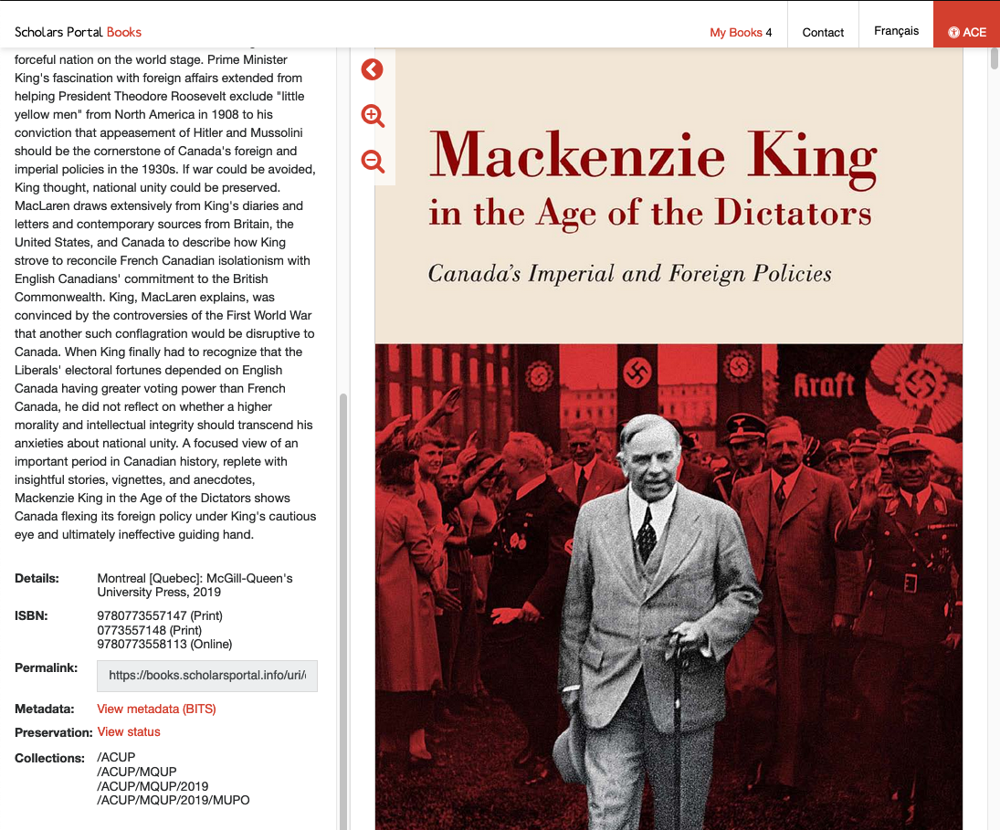 Scholars Portal Books
My Books 4
Contact
Français
ACE
forceful nation on the world stage. Prime Minister
King's fascination with foreign affairs extended from
helping President Theodore Roosevelt exclude "little
yellow men" from North America in 1908 to his
conviction that appeasement of Hitler and Mussolini
should be the cornerstone of Canada's foreign and
imperial policies in the 1930s. If war could be avoided,
King thought, national unity could be preserved.
MacLaren draws extensively from King's diaries and
letters and contemporary sources from Britain, the
United States, and Canada to describe how King
strove to reconcile French Canadian isolationism with
English Canadians' commitment to the British
Commonwealth. King, MacLaren explains, was
convinced by the controversies of the First World War
that another such conflagration would be disruptive to
Canada. When King finally had to recognize that the
Liberals' electoral fortunes depended on English
Canada having greater voting power than French
Canada, he did not reflect on whether a higher
morality and intellectual integrity should transcend his
anxieties about national unity. A focused view of an
important period in Canadian history, replete with
insightful stories, vignettes, and anecdotes,
Mackenzie King in the Age of the Dictators shows
Canada flexing its foreign policy under King's cautious
eye and ultimately ineffective guiding hand.
Details: Montreal [Quebec]: McGill-Queen's
University Press, 2019
ISBN: 9780773557147 (Print)
0773557148 (Print)
9780773558113 (Online)
Permalink: https://books.scholarsportal.info/uri/
Metadata: View metadata (BITS)
Preservation: View status
Collections: /ACUP
/ACUP/MQUP
/ACUP/MQUP/2019
/ACUP/MQUP/2019/MUPO
Mackenzie King
in the Age of the Dictators
Canada's Imperial and Foreign Policies
Kraft